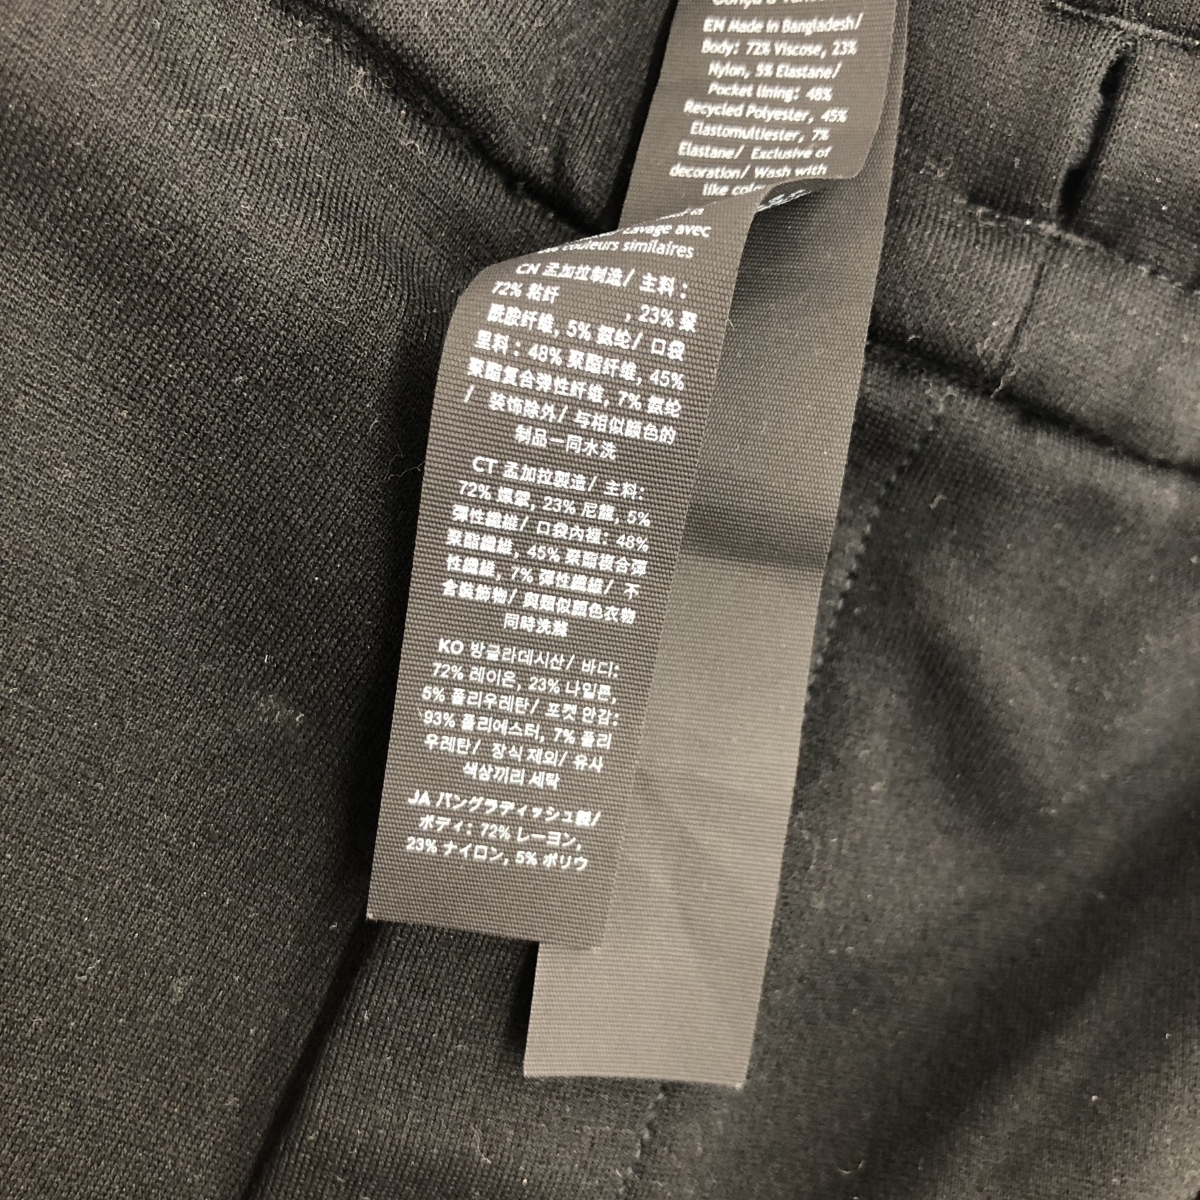 EN Made in Bangladesh/
Body: 72% Viscose, 23%
Nylon, 5% Elastane/
Pocket lining: 48%
Recycled Polyester, 45%
Elastomultiester, 7%
Elastane/ Exclusive of
decoration/ Wash with
like
Lavage avec
couleurs similaires
CN 孟加拉制造/ 主料:
72% 粘纤 , 23% 聚
酰胺纤维, 5% 氨纶/ 口袋
里料: 48% 聚酯纤维, 45%
聚酯复合弹性纤维, 7% 氨纶
/ 装饰除外/ 与相似颜色的
制品一同水洗
CT 孟加拉製造/ 主料:
72% 嫘縈, 23% 尼龍, 5%
彈性纖維/ 口袋內裡: 48%
聚酯纖維, 45% 聚酯複合彈
性纖維, 7% 彈性纖維/ 不
含裝飾物/ 與類似顏色衣物
同時洗滌
KO 방글라데시산/ 바디:
72% 레이온, 23% 나일론,
5% 폴리우레탄/ 포켓 안감:
93% 폴리에스터, 7% 폴리
우레탄/ 장식 제외/ 유사
색상끼리 세탁
JA バングラディッシュ製/
ボディ: 72% レーヨン,
23% ナイロン, 5% ポリウ